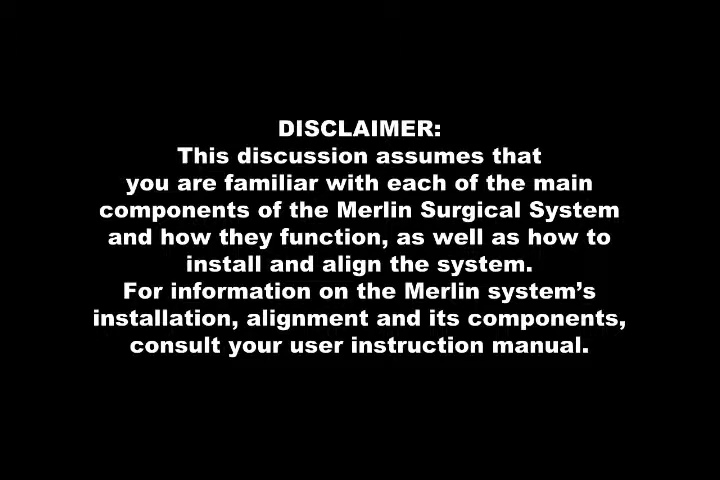 DISCLAIMER:
This discussion assumes that
you are familiar with each of the main
components of the Merlin Surgical System
and how they function, as well as how to
install and align the system.
For information on the Merlin system’s
installation, alignment and its components,
consult your user instruction manual.